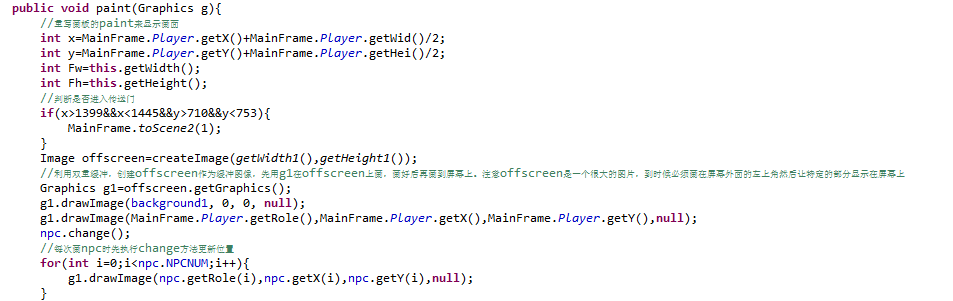 public void paint(Graphics g){
//重写面板的paint来显示画面
int x=MainFrame.Player.getX()+MainFrame.Player.getWid()/2;
int y=MainFrame.Player.getY()+MainFrame.Player.getHei()/2;
int Fw=this.getWidth();
int Fh=this.getHeight();
//判断是否进入传送门
if(x>1399&&x<1445&&y>710&&y<753){
MainFrame.toScene2(1);
}
Image offscreen=createImage(getWidth1(),getHeight1());
//利用双重缓冲，创建offscreen作为缓冲图像，先用g1在offscreen上画，画好后再画到屏幕上。注意offscreen是一个很大的图片，到时候必须画在屏幕外面的左上角然后让特定的部分显示在屏幕上
Graphics g1=offscreen.getGraphics();
g1.drawImage(background1, 0, 0, null);
g1.drawImage(MainFrame.Player.getRole(),MainFrame.Player.getX(),MainFrame.Player.getY(),null);
npc.change();
//每次画npc时先执行change方法更新位置
for(int i=0;i<npc.NPCNUM;i++){
g1.drawImage(npc.getRole(i),npc.getX(i),npc.getY(i),null);
}